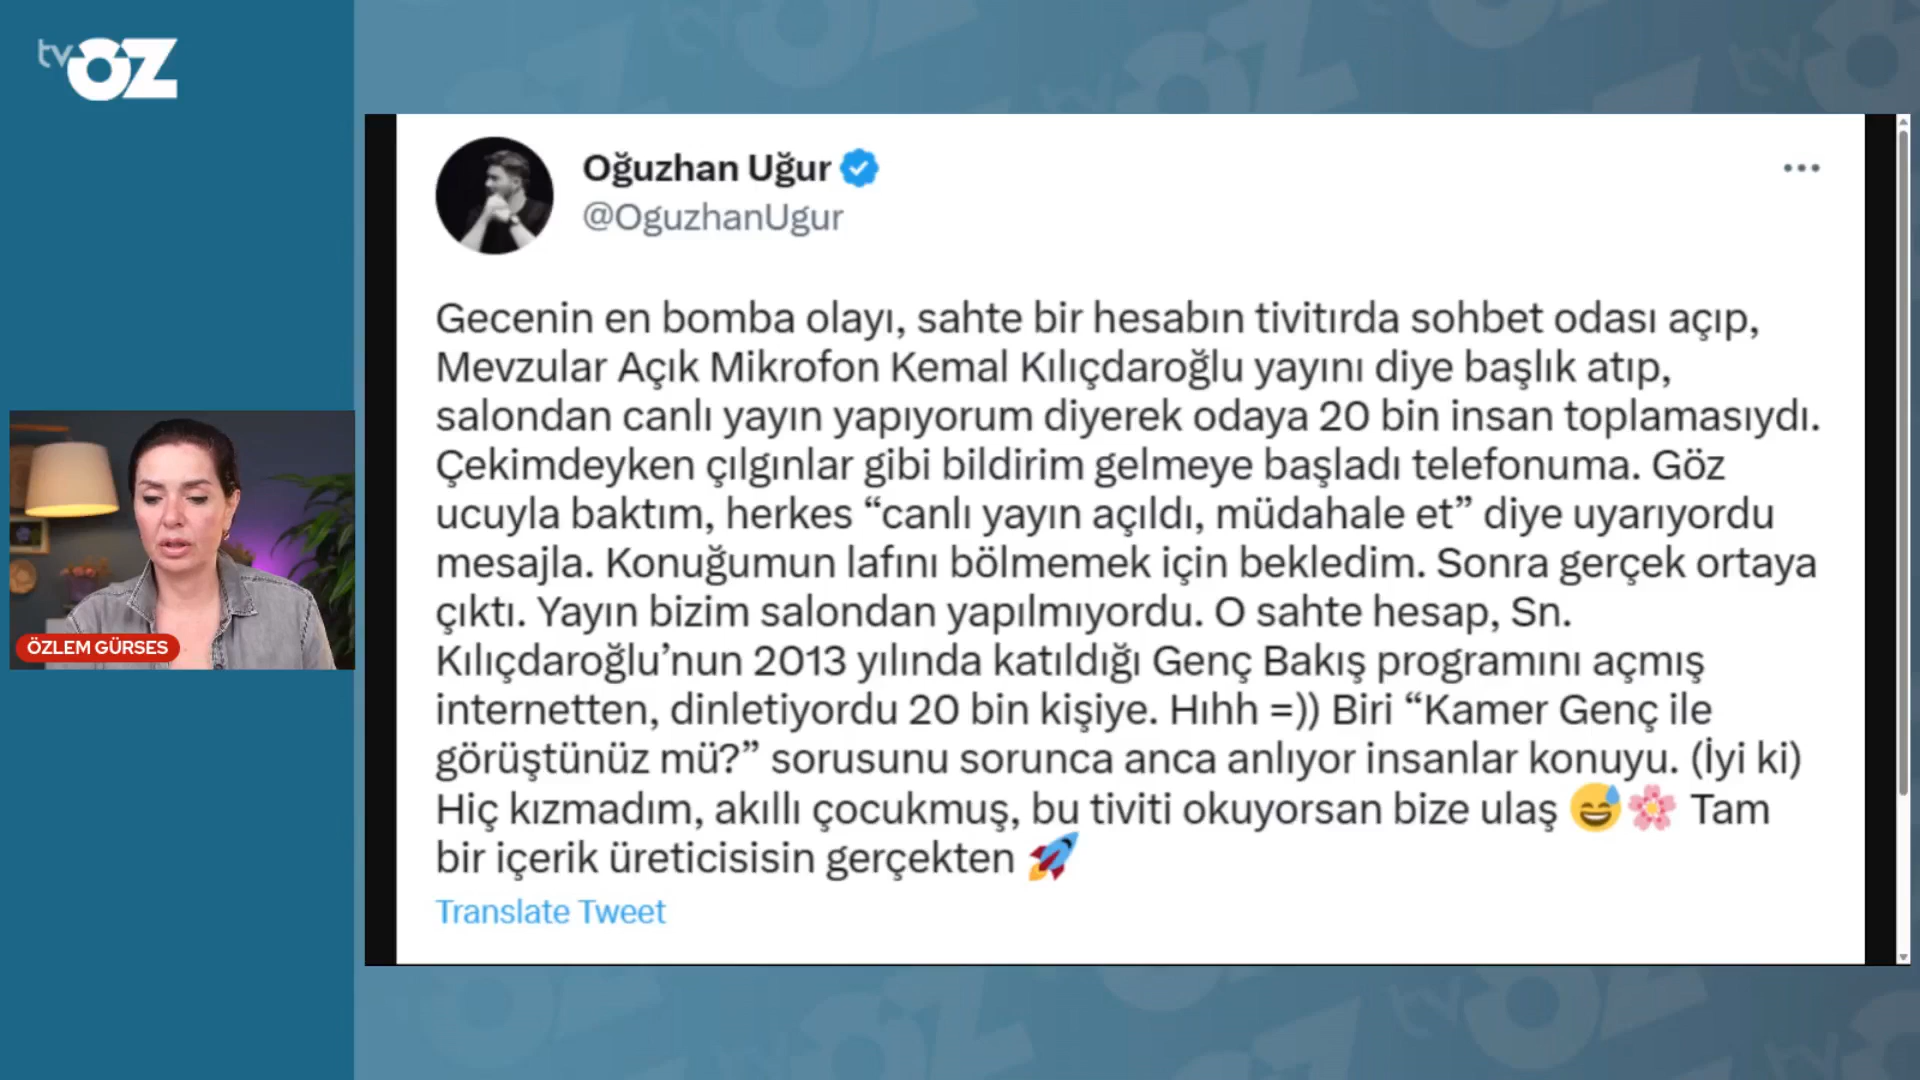 tv ÖZ
Oğuzhan Uğur
@OguzhanUgur
Gecenin en bomba olayı, sahte bir hesabın tivitırda sohbet odası açıp,
Mevzular Açık Mikrofon Kemal Kılıçdaroğlu yayını diye başlık atıp,
salondan canlı yayın yapıyorum diyerek odaya 20 bin insan toplamasıydı.
Çekimdeyken çılgınlar gibi bildirim gelmeye başladı telefonuma. Göz
ucuyla baktım, herkes “canlı yayın açıldı, müdahale et” diye uyarıyordu
mesajla. Konuğumun lafını bölmemek için bekledim. Sonra gerçek ortaya
çıktı. Yayın bizim salondan yapılmıyordu. O sahte hesap, Sn.
Kılıçdaroğlu’nun 2013 yılında katıldığı Genç Bakış programını açmış
internetten, dinletiyordu 20 bin kişiye. Hıhh =)) Biri “Kamer Genç ile
görüştünüz mü?” sorusunu sorunca anca anlıyor insanlar konuyu. (İyi ki)
Hiç kızmadım, akıllı çocukmuş, bu tiviti okuyorsan bize ulaş 😅🌸 Tam
bir içerik üreticisisin gerçekten 🚀
Translate Tweet
ÖZLEM GÜRSES